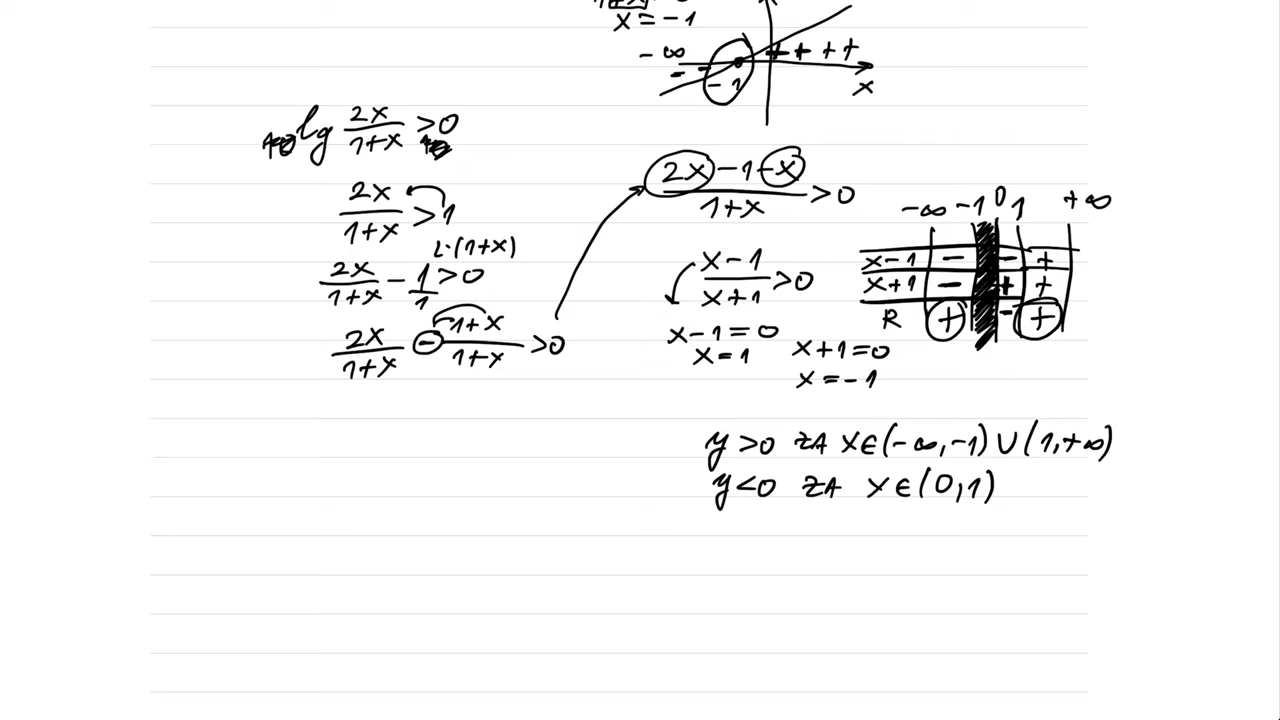 x = -1
-∞
- - + + + +
-1
x
lg 2x/1+x > 0
2x/1+x > 1
2x/1+x - 1/1 > 0 /·(1+x)
2x/1+x - 1+x/1+x > 0
2x-1-x/1+x > 0
x-1/x+1 > 0
x-1=0
x=1
x+1=0
x=-1
-∞ -1 0 1 +∞
x-1 - - +
x+1 - + +
R + - +
y>0 ZA x∈(-∞,-1)∪(1,+∞)
y<0 ZA x∈(0,1)